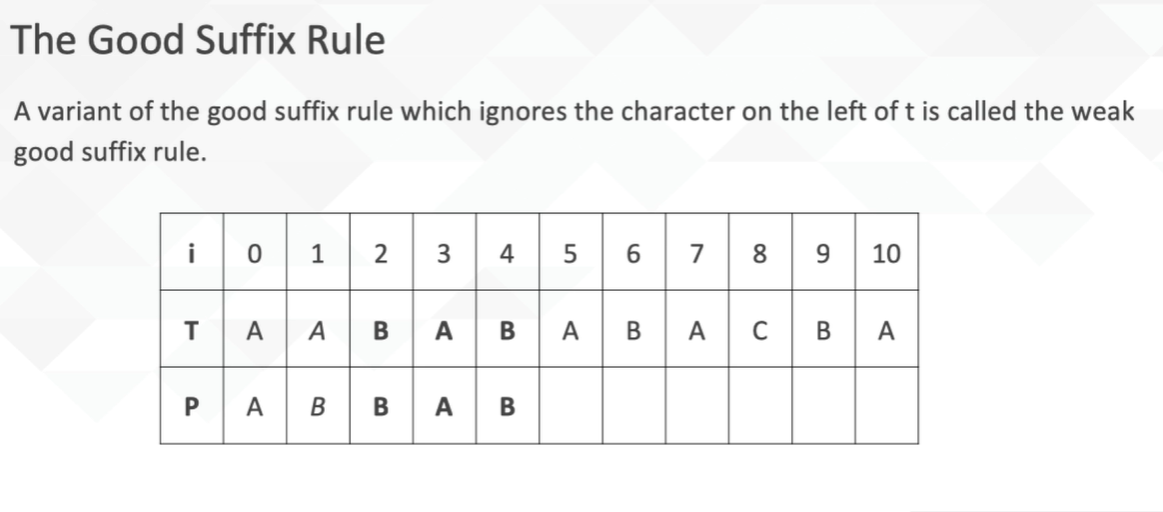 The Good Suffix Rule
A variant of the good suffix rule which ignores the character on the left of t is called the weak
good suffix rule.
i 0 1 2 3 4 5 6 7 8 9 10
T A A B A B A B A C B A
P A B B A B